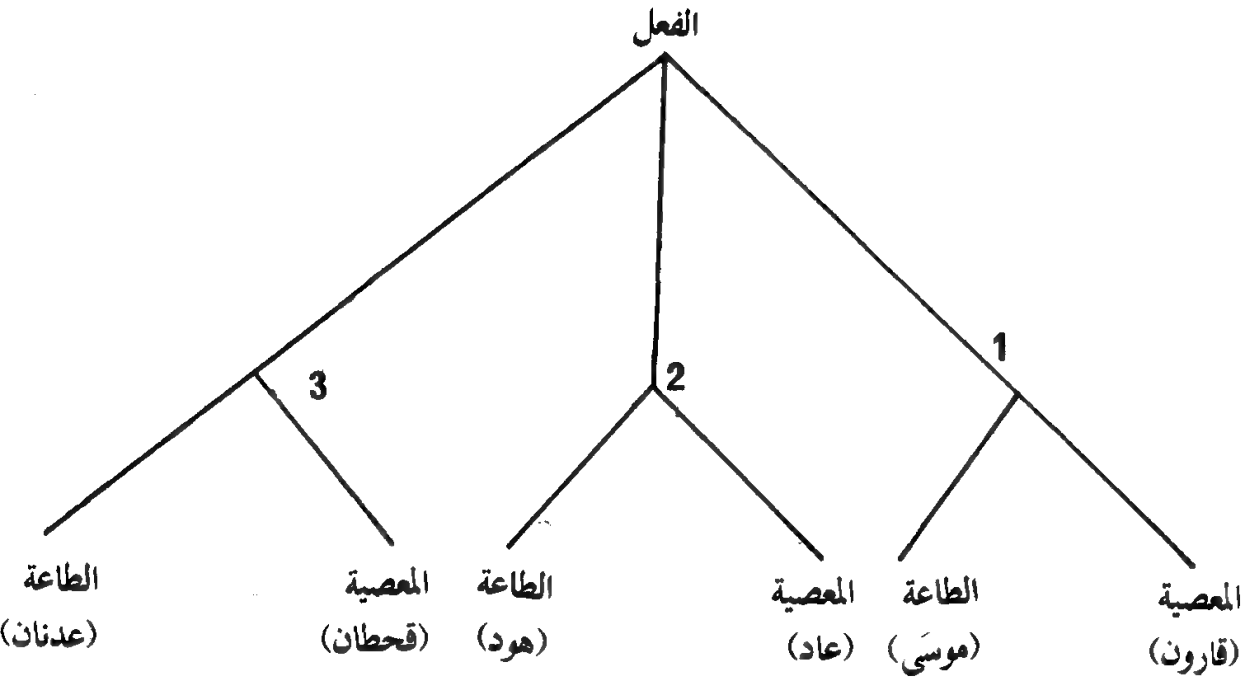 الفعل
1
2
3
المعصية
(قارون)
الطاعة
(موسَى)
المعصية
(عاد)
الطاعة
(هود)
المعصية
(قحطان)
الطاعة
(عدنان)